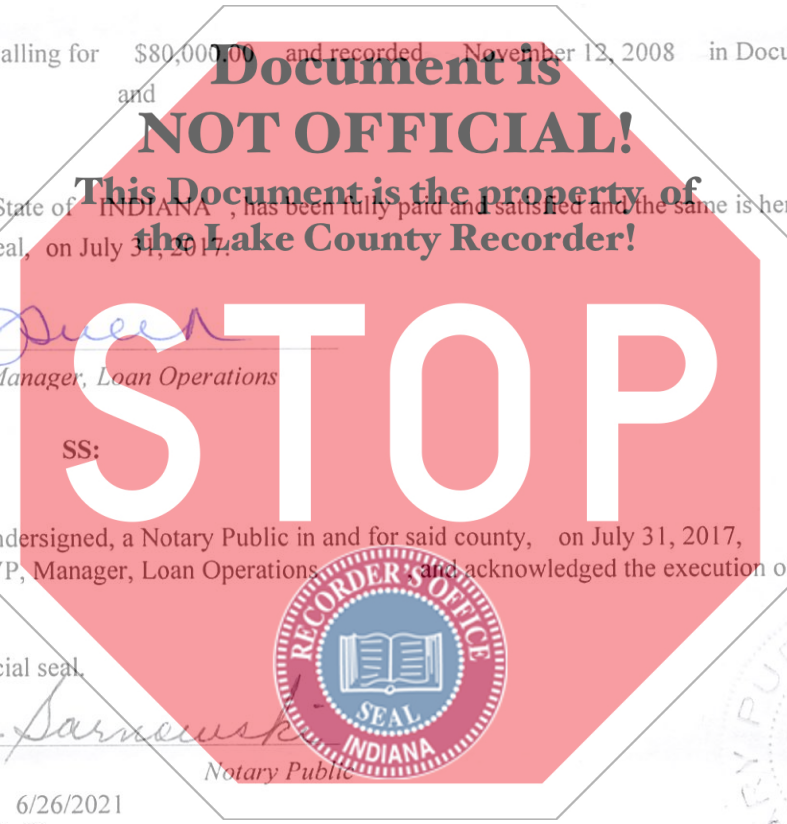 alling for $80,000.00 and recorded November 12, 2008 in Docu
and
Document is
NOT OFFICIAL!
This Document is the property of
the Lake County Recorder!
State of INDIANA , has been fully paid and satisfied and the same is her
eal, on July 31, 2017.
Manager, Loan Operations
STOP
SS:
ndersigned, a Notary Public in and for said county, on July 31, 2017,
VP, Manager, Loan Operations , and acknowledged the execution o
RECORDER'S OFFICE
SEAL
INDIANA
cial seal.
Sarnowski
Notary Public
6/26/2021
RY PU